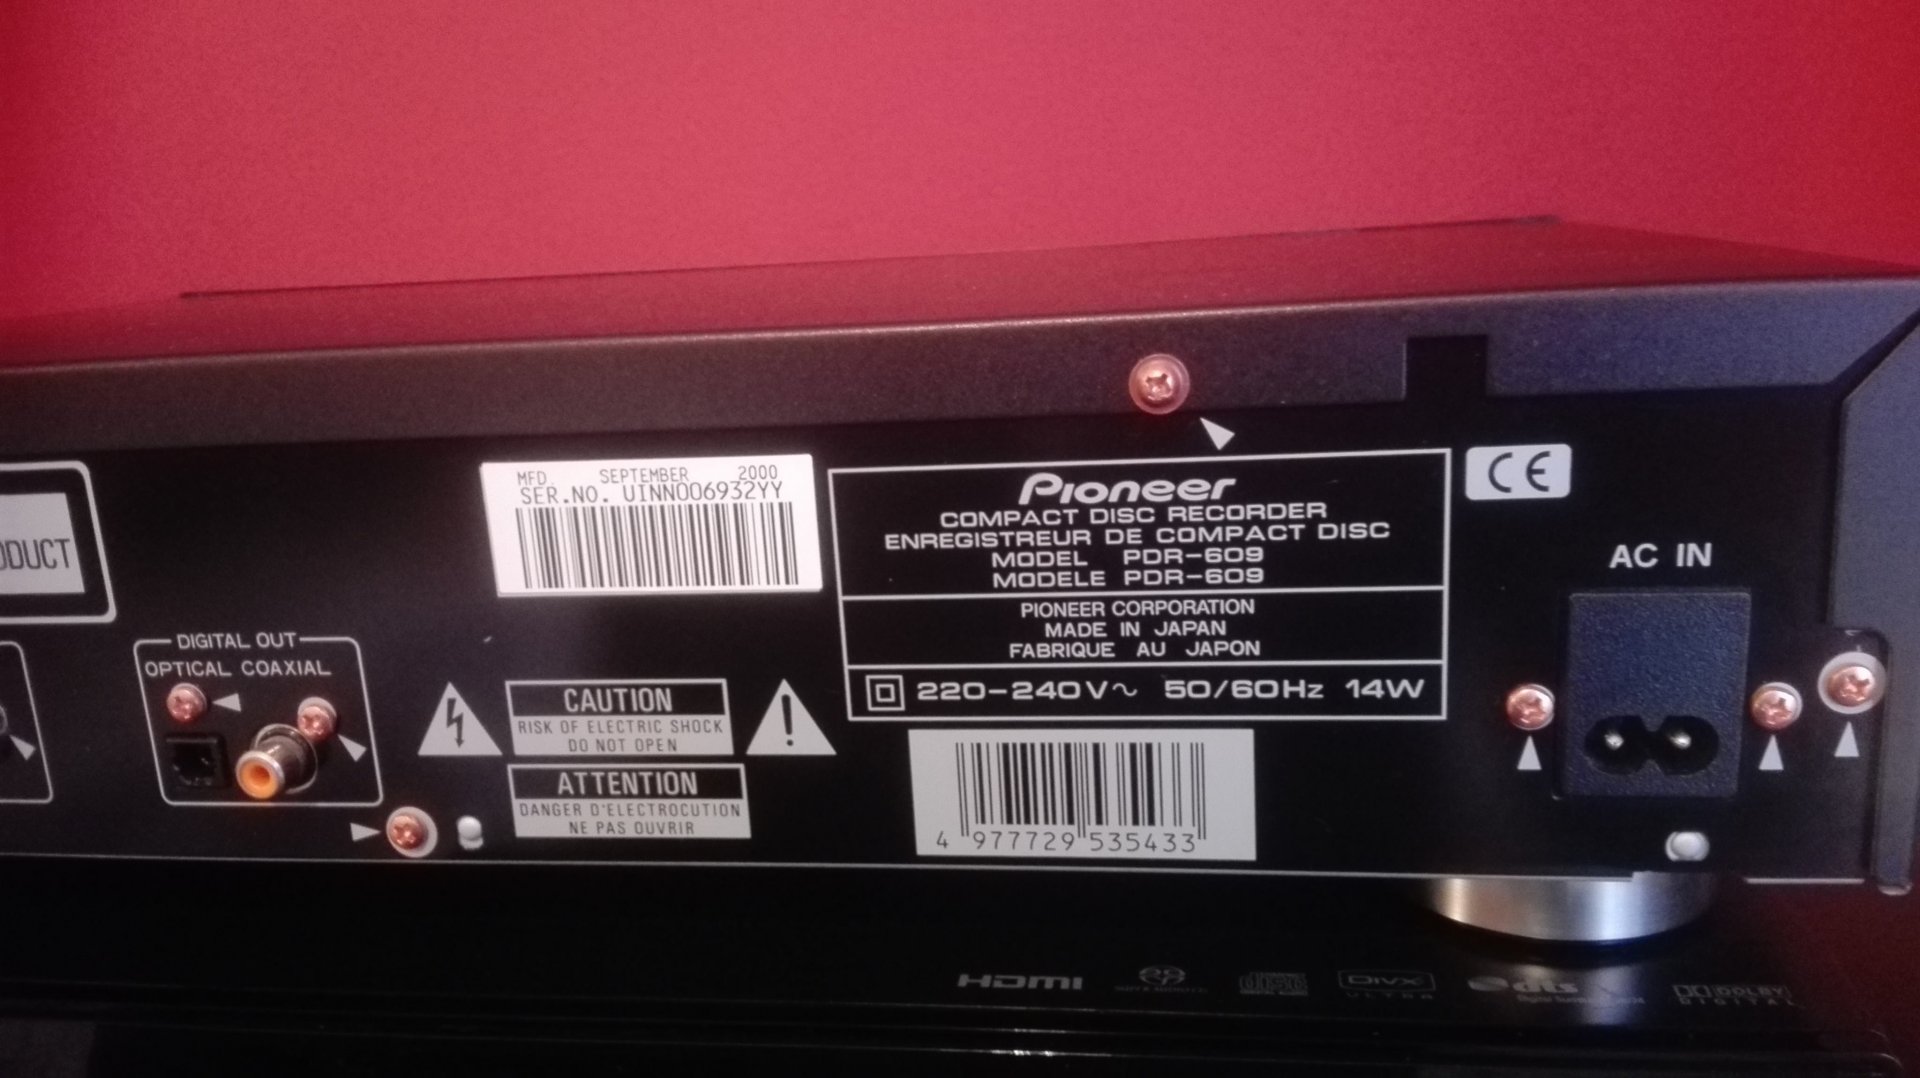 MFD. SEPTEMBER 2000
SER.NO. UINN006932YY
Pioneer
COMPACT DISC RECORDER
ENREGISTREUR DE COMPACT DISC
MODEL PDR-609
MODELE PDR-609
PIONEER CORPORATION
MADE IN JAPAN
FABRIQUE AU JAPON
220-240V~ 50/60Hz 14W
CE
AC IN
DIGITAL OUT
OPTICAL COAXIAL
CAUTION
RISK OF ELECTRIC SHOCK
DO NOT OPEN
ATTENTION
DANGER D'ELECTROCUTION
NE PAS OUVRIR
4 977729 535433
HDMI
disc
DivX
ULTRA
dts
DOLBY
DIGITAL